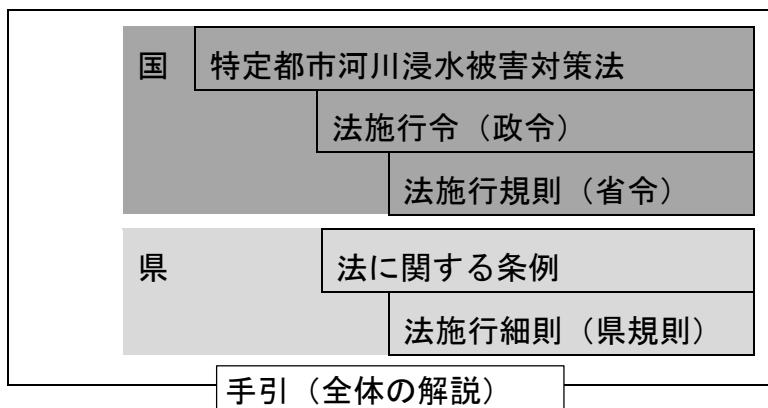 国 特定都市河川浸水被害対策法
法施行令（政令）
法施行規則（省令）
県 法に関する条例
法施行細則（県規則）
手引（全体の解説）